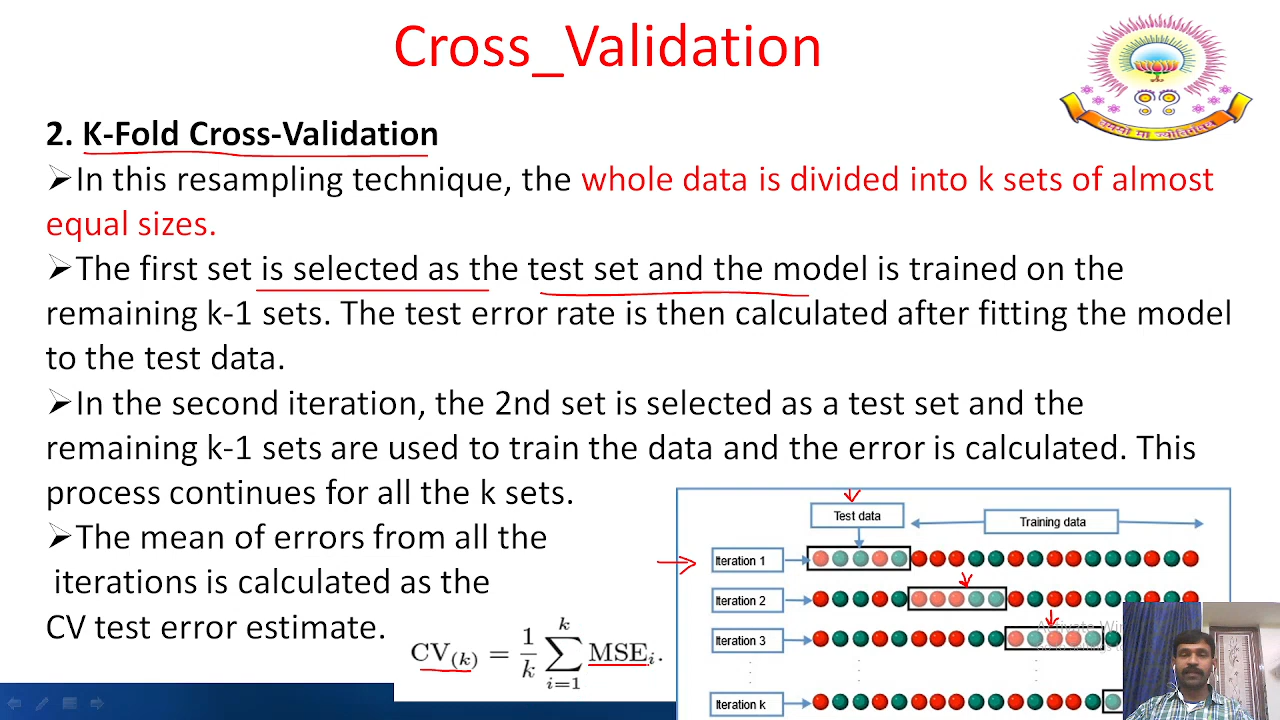 Cross_Validation
तमसो मा ज्योतिर्गमय
2. K-Fold Cross-Validation
➢In this resampling technique, the whole data is divided into k sets of almost
equal sizes.
➢The first set is selected as the test set and the model is trained on the
remaining k-1 sets. The test error rate is then calculated after fitting the model
to the test data.
➢In the second iteration, the 2nd set is selected as a test set and the
remaining k-1 sets are used to train the data and the error is calculated. This
process continues for all the k sets.
➢The mean of errors from all the
iterations is calculated as the
CV test error estimate.
CV(k) = 1/k ∑ i=1 k MSEi.
Test data
Training data
Iteration 1
Iteration 2
Iteration 3
Iteration k